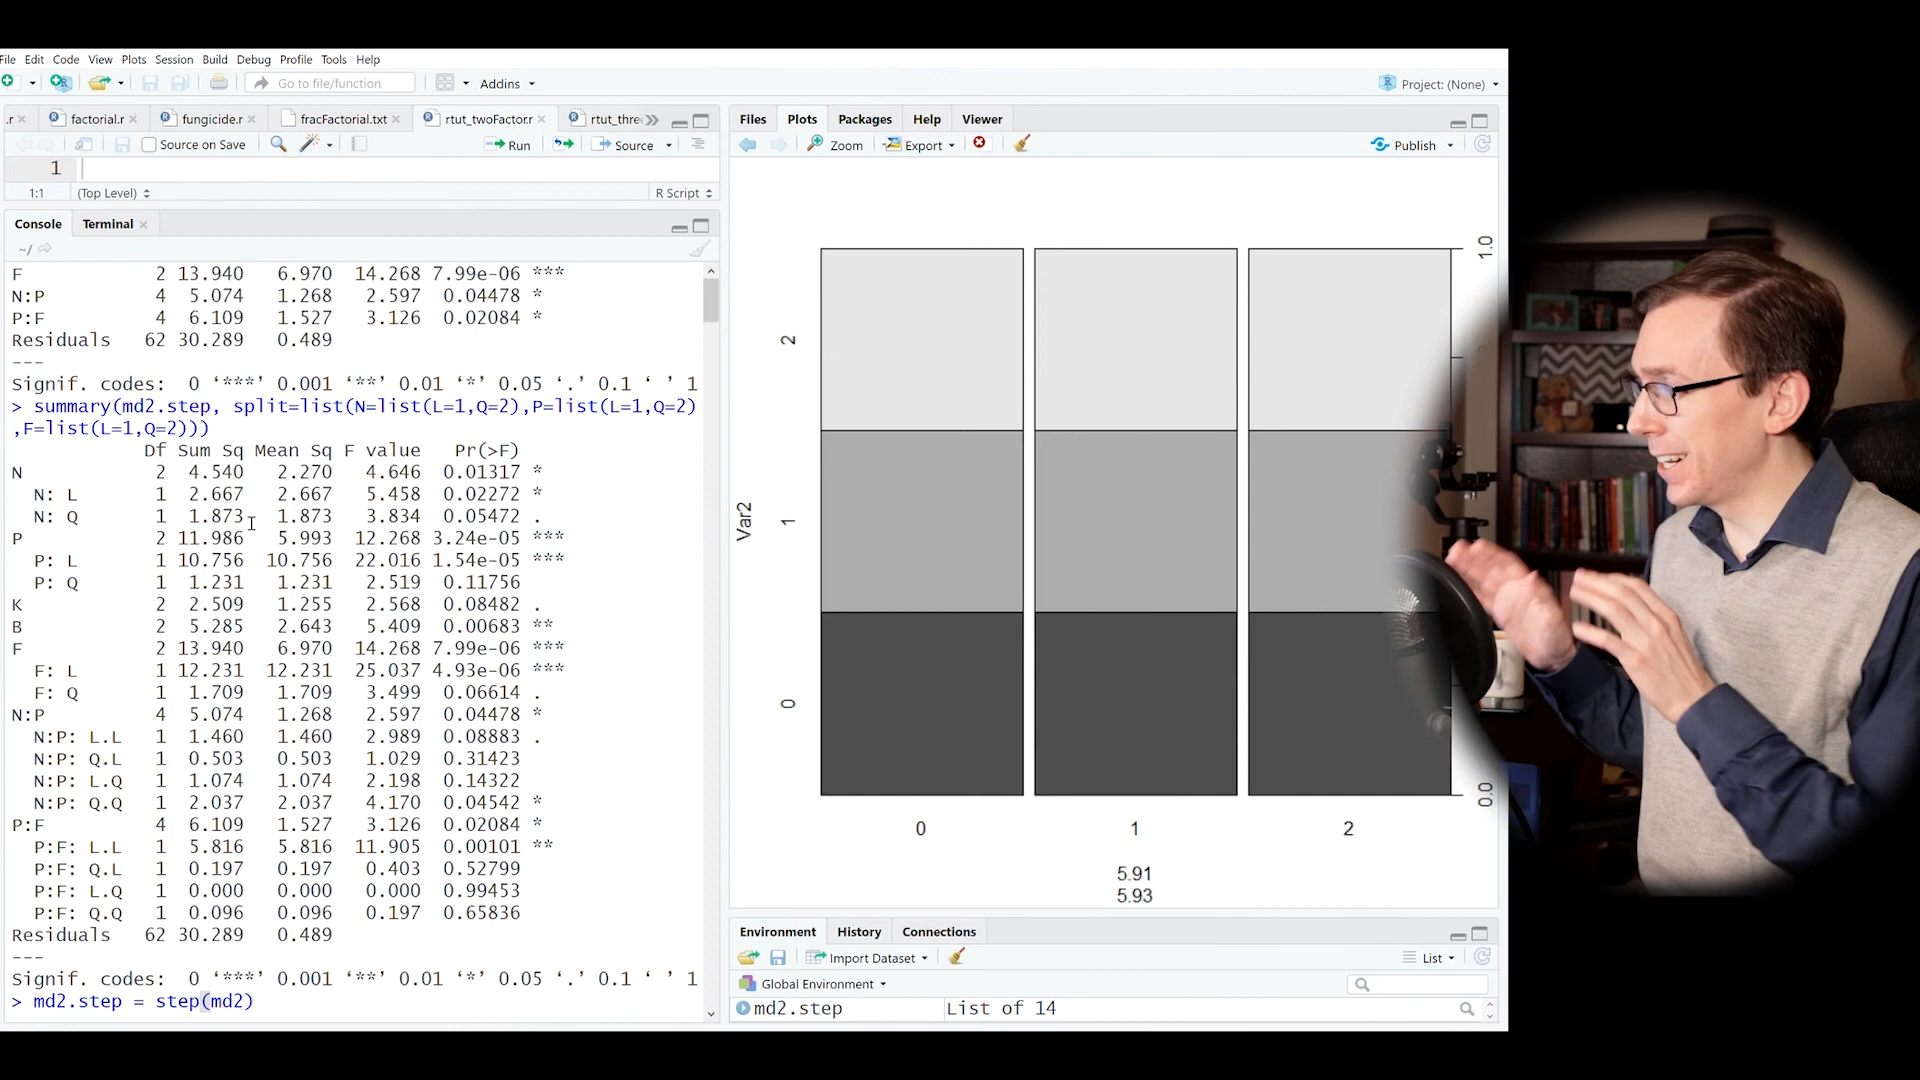 File Edit Code View Plots Session Build Debug Profile Tools Help
Go to file/function Addins Project: (None)
.r factorial.r fungicide.r fracFactorial.txt rtut_twoFactor.r rtut_thre
Source on Save Run Source
1
1:1 (Top Level) R Script
Console Terminal
~/
F 2 13.940 6.970 14.268 7.99e-06 ***
N:P 4 5.074 1.268 2.597 0.04478 *
P:F 4 6.109 1.527 3.126 0.02084 *
Residuals 62 30.289 0.489
---
Signif. codes: 0 ‘***’ 0.001 ‘**’ 0.01 ‘*’ 0.05 ‘.’ 0.1 ‘ ’ 1
> summary(md2.step, split=list(N=list(L=1,Q=2),P=list(L=1,Q=2)
,F=list(L=1,Q=2)))
Df Sum Sq Mean Sq F value Pr(>F)
N 2 4.540 2.270 4.646 0.01317 *
N: L 1 2.667 2.667 5.458 0.02272 *
N: Q 1 1.873 1.873 3.834 0.05472 .
P 2 11.986 5.993 12.268 3.24e-05 ***
P: L 1 10.756 10.756 22.016 1.54e-05 ***
P: Q 1 1.231 1.231 2.519 0.11756
K 2 2.509 1.255 2.568 0.08482 .
B 2 5.285 2.643 5.409 0.00683 **
F 2 13.940 6.970 14.268 7.99e-06 ***
F: L 1 12.231 12.231 25.037 4.93e-06 ***
F: Q 1 1.709 1.709 3.499 0.06614 .
N:P 4 5.074 1.268 2.597 0.04478 *
N:P: L.L 1 1.460 1.460 2.989 0.08883 .
N:P: Q.L 1 0.503 0.503 1.029 0.31423
N:P: L.Q 1 1.074 1.074 2.198 0.14322
N:P: Q.Q 1 2.037 2.037 4.170 0.04542 *
P:F 4 6.109 1.527 3.126 0.02084 *
P:F: L.L 1 5.816 5.816 11.905 0.00101 **
P:F: Q.L 1 0.197 0.197 0.403 0.52799
P:F: L.Q 1 0.000 0.000 0.000 0.99453
P:F: Q.Q 1 0.096 0.096 0.197 0.65836
Residuals 62 30.289 0.489
---
Signif. codes: 0 ‘***’ 0.001 ‘**’ 0.01 ‘*’ 0.05 ‘.’ 0.1 ‘ ’ 1
> md2.step = step(md2)
Files Plots Packages Help Viewer
Zoom Export Publish
1.0
2
Var2
1
0
0.0
0 1 2
5.91
5.93
Environment History Connections
Import Dataset List
Global Environment
md2.step List of 14